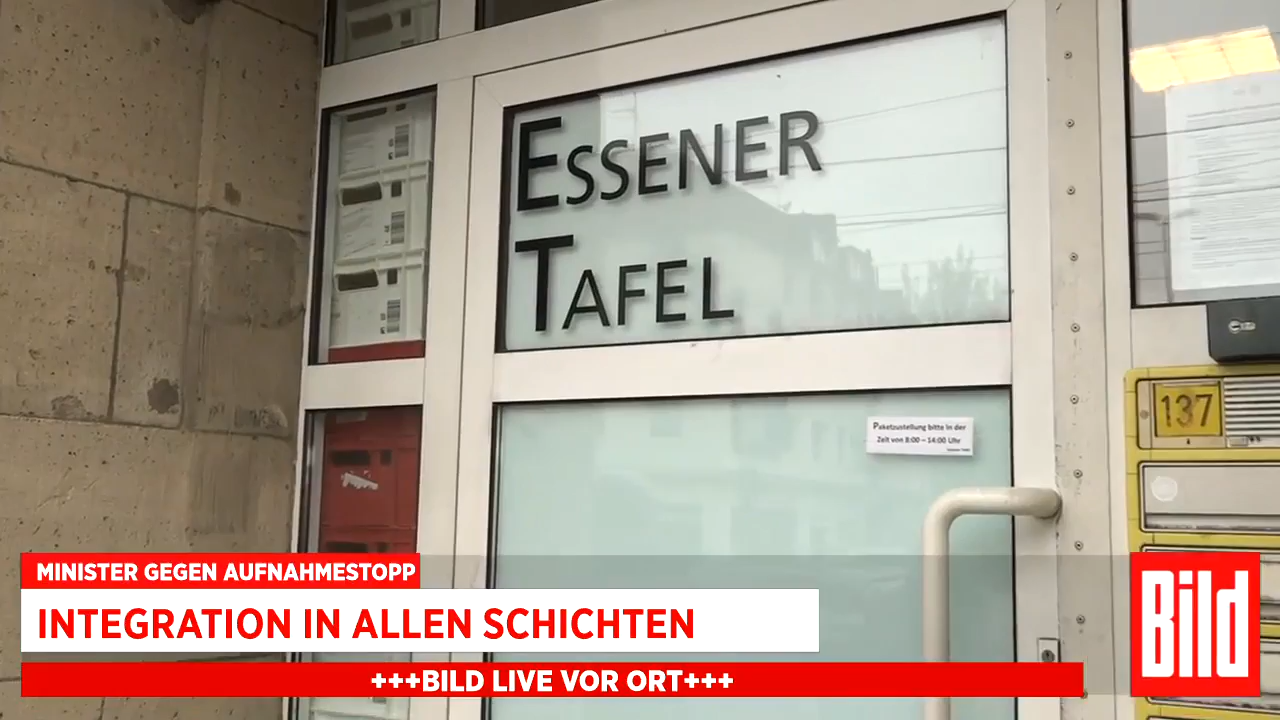 ESSENER
TAFEL
Paketzustellung bitte in der
Zeit von 8:00 – 14:00 Uhr
137
MINISTER GEGEN AUFNAHMESTOPP
INTEGRATION IN ALLEN SCHICHTEN
+++BILD LIVE VOR ORT+++
Bild